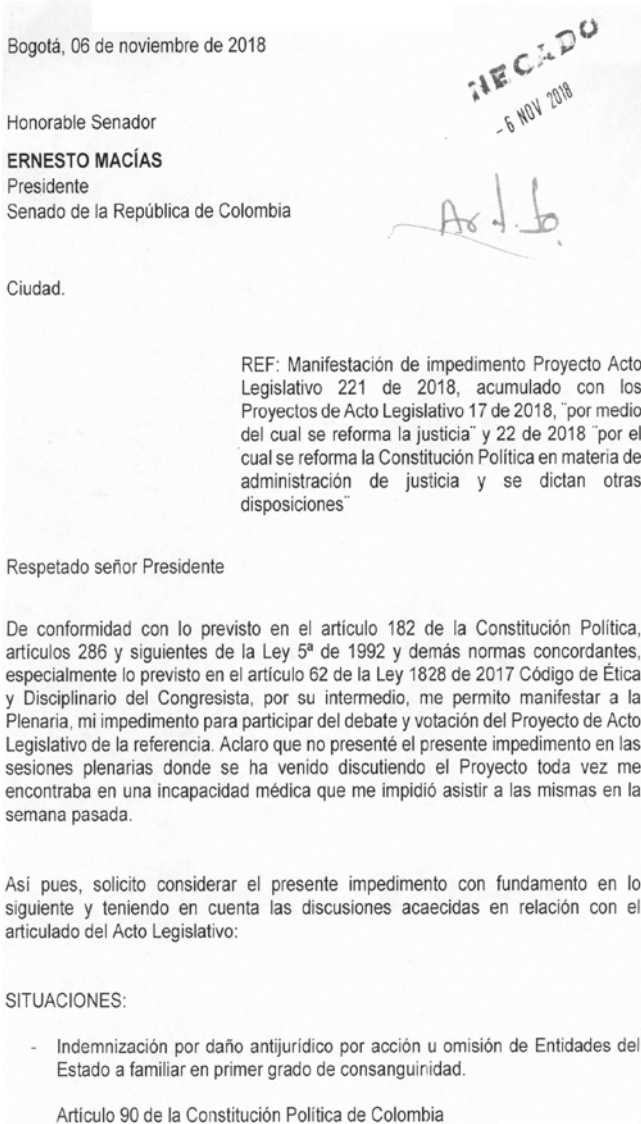 Bogotá, 06 de noviembre de 2018
NEGADO
- 6 NOV 2018
Honorable Senador
ERNESTO MACÍAS
Presidente
Senado de la República de Colombia
Ciudad.
REF: Manifestación de impedimento Proyecto Acto
Legislativo 221 de 2018, acumulado con los
Proyectos de Acto Legislativo 17 de 2018, ¨por medio
del cual se reforma la justicia¨ y 22 de 2018 ¨por el
cual se reforma la Constitución Política en materia de
administración de justicia y se dictan otras
disposiciones¨
Respetado señor Presidente
De conformidad con lo previsto en el artículo 182 de la Constitución Política,
artículos 286 y siguientes de la Ley 5ª de 1992 y demás normas concordantes,
especialmente lo previsto en el artículo 62 de la Ley 1828 de 2017 Código de Ética
y Disciplinario del Congresista, por su intermedio, me permito manifestar a la
Plenaria, mi impedimento para participar del debate y votación del Proyecto de Acto
Legislativo de la referencia. Aclaro que no presenté el presente impedimento en las
sesiones plenarias donde se ha venido discutiendo el Proyecto toda vez me
encontraba en una incapacidad médica que me impidió asistir a las mismas en la
semana pasada.
Así pues, solicito considerar el presente impedimento con fundamento en lo
siguiente y teniendo en cuenta las discusiones acaecidas en relación con el
articulado del Acto Legislativo:
SITUACIONES:
- Indemnización por daño antijurídico por acción u omisión de Entidades del
Estado a familiar en primer grado de consanguinidad.
Artículo 90 de la Constitución Política de Colombia